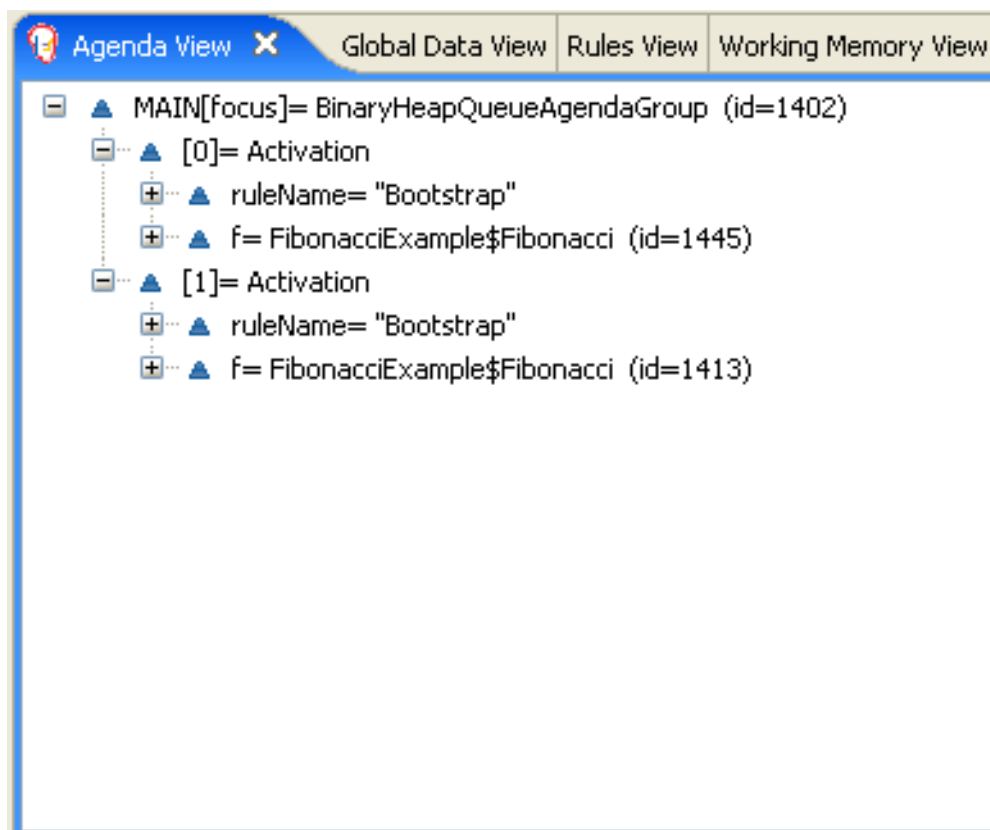 Agenda View Global Data View Rules View Working Memory View
MAIN[focus]= BinaryHeapQueueAgendaGroup (id=1402)
[0]= Activation
ruleName= "Bootstrap"
f= FibonacciExample$Fibonacci (id=1445)
[1]= Activation
ruleName= "Bootstrap"
f= FibonacciExample$Fibonacci (id=1413)